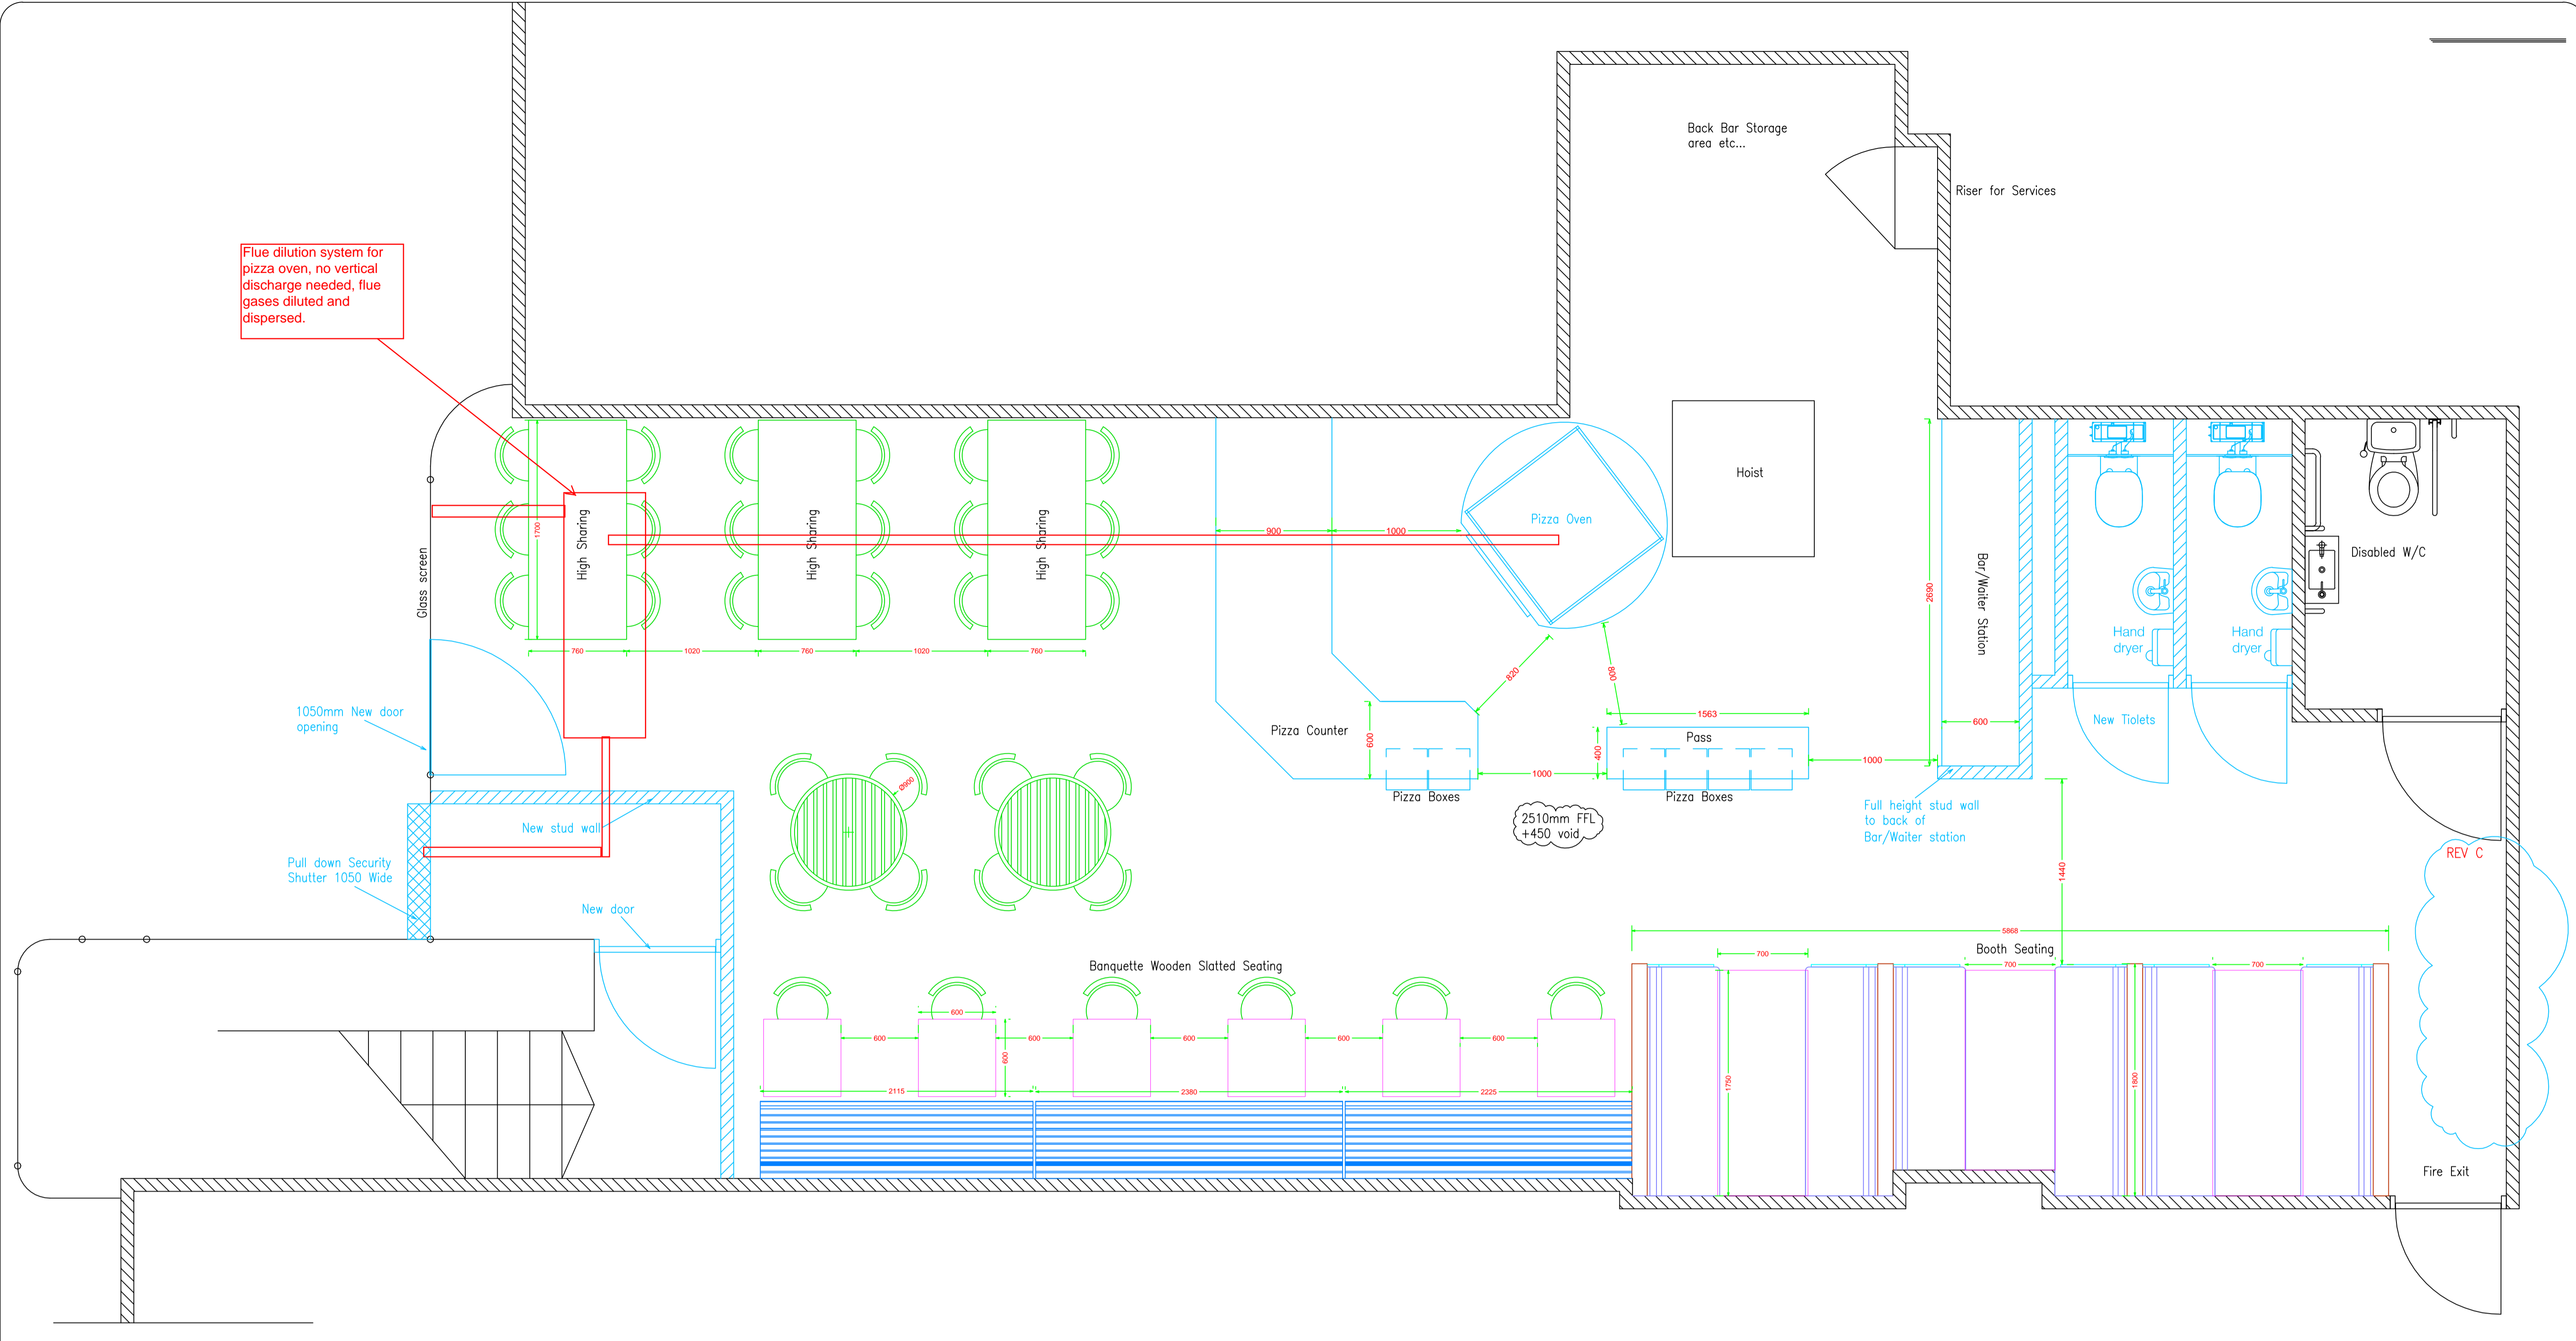 Back Bar Storage
area etc...
Riser for Services
Flue dilution system for
pizza oven, no vertical
discharge needed, flue
gases diluted and
dispersed.
Glass screen
High Sharing
High Sharing
High Sharing
1700
760
1020
760
1020
760
900
1000
Pizza Oven
Hoist
2690
Bar/Waiter Station
Disabled W/C
Hand
dryer
Hand
dryer
820
800
1050mm New door
opening
Pizza Counter
600
1563
Pass
400
600
New Tiolets
1000
1000
Pizza Boxes
Pizza Boxes
Ø900
2510mm FFL
+450 void
Full height stud wall
to back of
Bar/Waiter station
New stud wall
Pull down Security
Shutter 1050 Wide
1440
REV C
New door
5868
Booth Seating
Banquette Wooden Slatted Seating
700
700
700
600
600
600
600
600
600
600
2115
2380
2225
1750
1800
Fire Exit